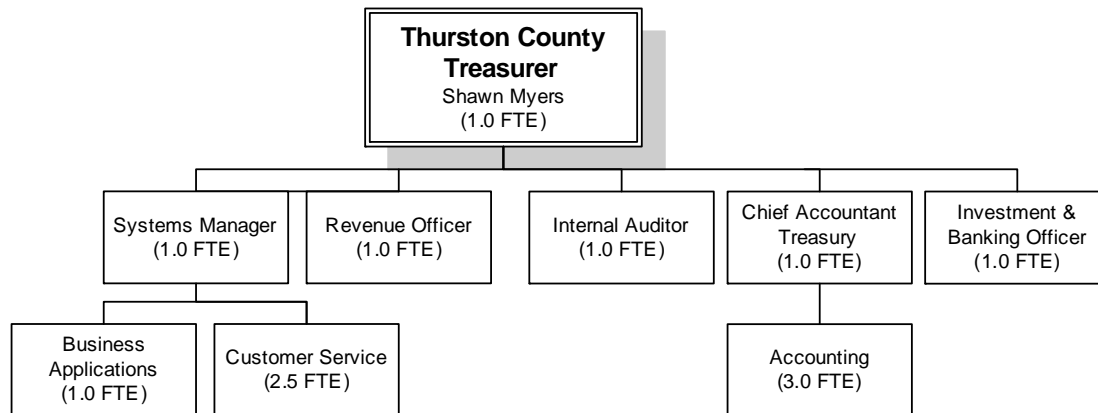 Thurston County
Treasurer
Shawn Myers
(1.0 FTE)
Systems Manager
(1.0 FTE)
Revenue Officer
(1.0 FTE)
Internal Auditor
(1.0 FTE)
Chief Accountant
Treasury
(1.0 FTE)
Investment &
Banking Officer
(1.0 FTE)
Business
Applications
(1.0 FTE)
Customer Service
(2.5 FTE)
Accounting
(3.0 FTE)